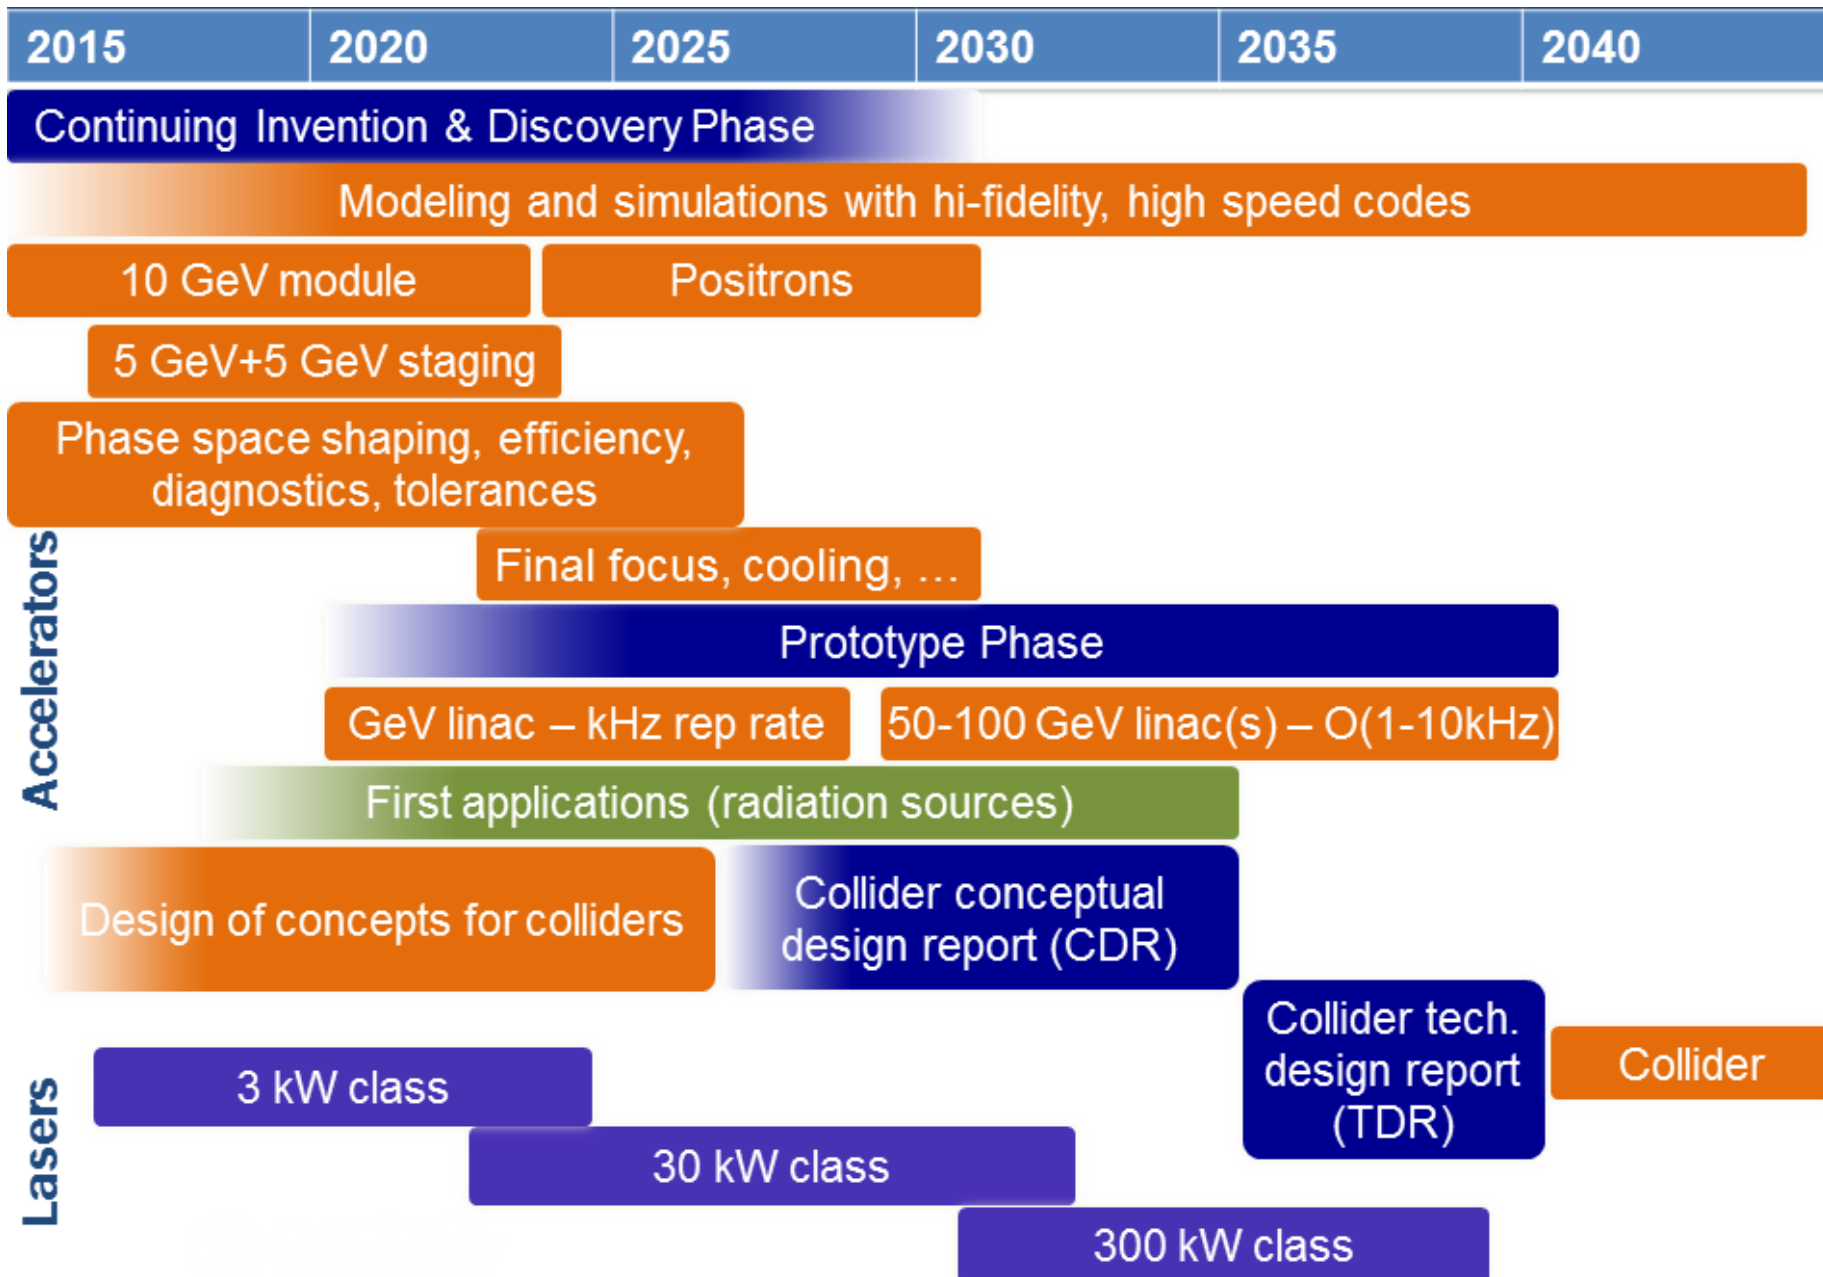 2015 2020 2025 2030 2035 2040
Continuing Invention & Discovery Phase
Modeling and simulations with hi-fidelity, high speed codes
10 GeV module
Positrons
5 GeV+5 GeV staging
Phase space shaping, efficiency,
diagnostics, tolerances
Final focus, cooling, …
Prototype Phase
GeV linac – kHz rep rate
50-100 GeV linac(s) – O(1-10kHz)
First applications (radiation sources)
Design of concepts for colliders
Collider conceptual
design report (CDR)
Collider tech.
design report
(TDR)
Collider
Accelerators
3 kW class
30 kW class
300 kW class
Lasers